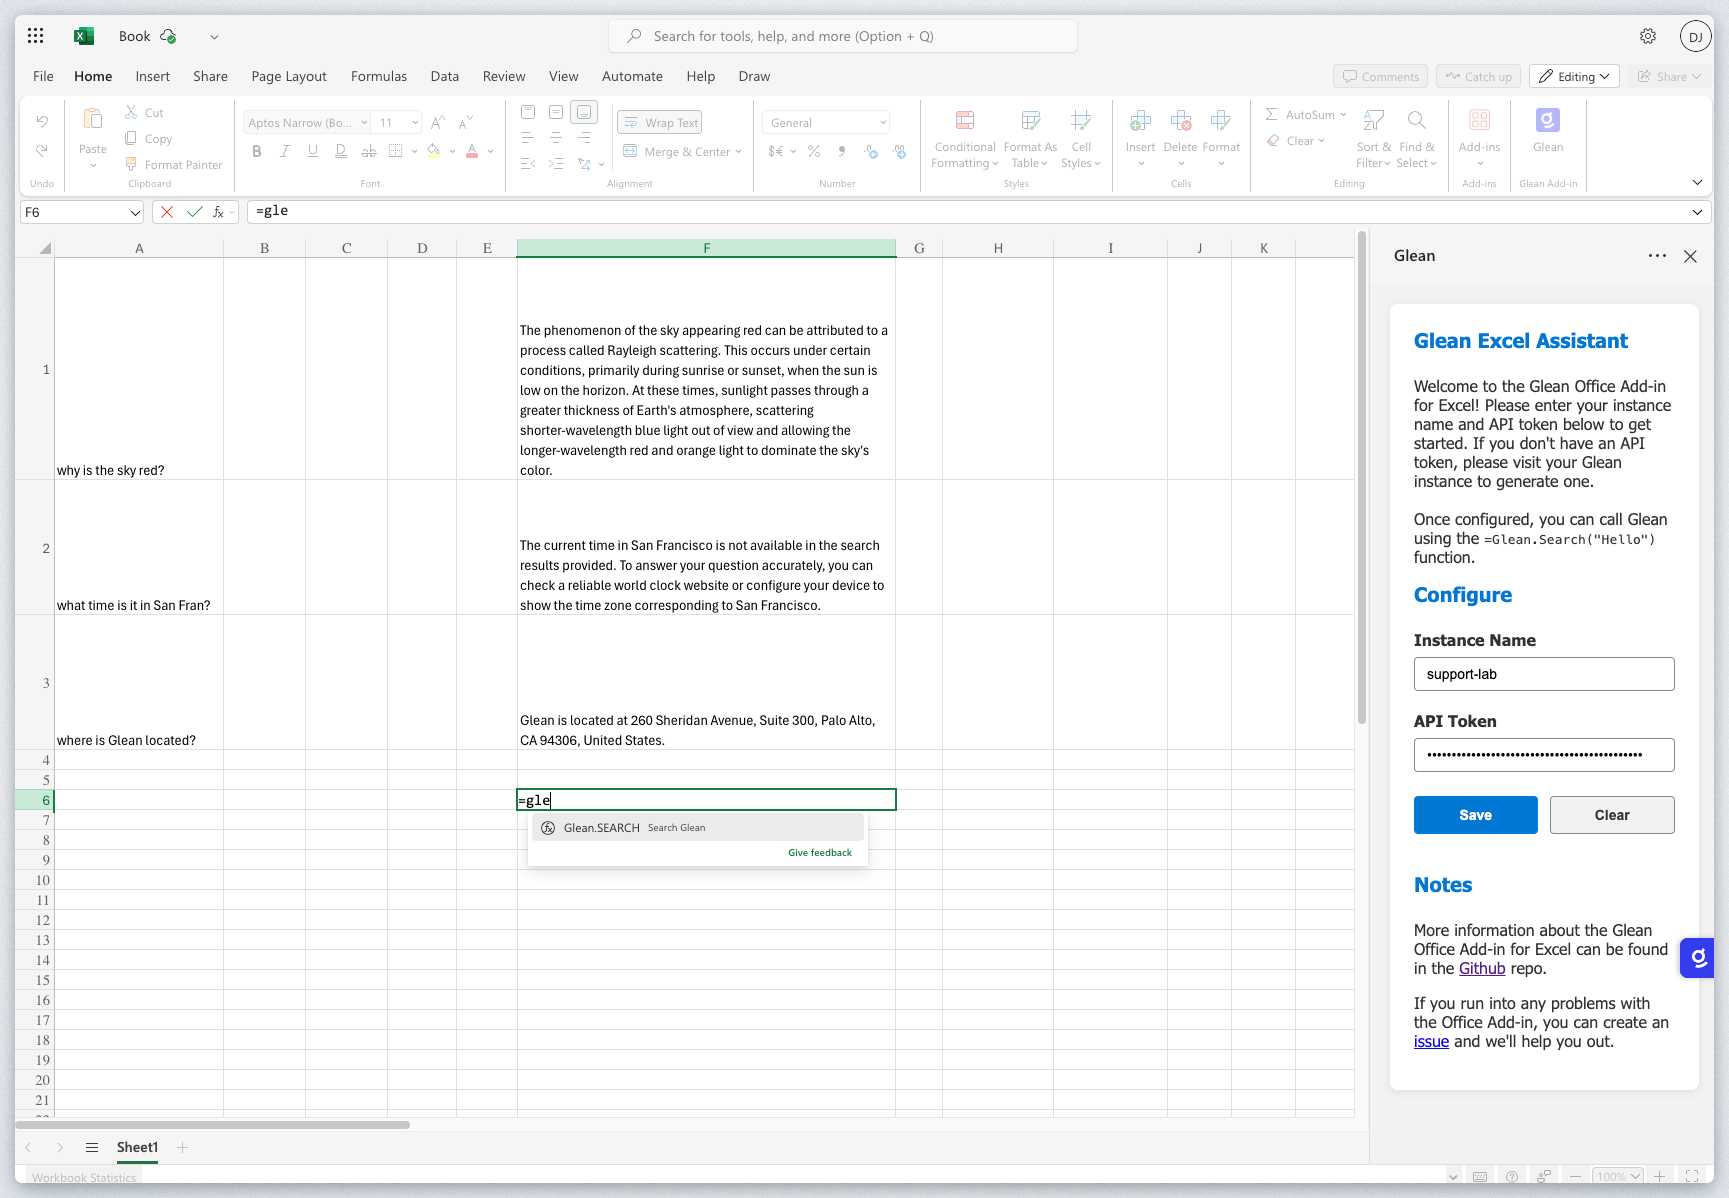 Book
Search for tools, help, and more (Option + Q)
DJ
File Home Insert Share Page Layout Formulas Data Review View Automate Help Draw
Comments Catch up Editing Share
Paste
Cut
Copy
Format Painter
Aptos Narrow (Bo... 11
B I U D ab A
Wrap Text
Merge & Center
General
$€ % 9
Conditional
Formatting
Format As
Table
Cell
Styles
Insert Delete Format
AutoSum
Clear
Sort &
Filter
Find &
Select
Add-ins
Glean
Undo Clipboard Font Alignment Number Styles Cells Editing Add-ins Glean Add-in
F6 fx =gle
A B C D E F G H I J K
1
why is the sky red?
The phenomenon of the sky appearing red can be attributed to a
process called Rayleigh scattering. This occurs under certain
conditions, primarily during sunrise or sunset, when the sun is
low on the horizon. At these times, sunlight passes through a
greater thickness of Earth's atmosphere, scattering
shorter-wavelength blue light out of view and allowing the
longer-wavelength red and orange light to dominate the sky's
color.
2
what time is it in San Fran?
The current time in San Francisco is not available in the search
results provided. To answer your question accurately, you can
check a reliable world clock website or configure your device to
show the time zone corresponding to San Francisco.
3
where is Glean located?
Glean is located at 260 Sheridan Avenue, Suite 300, Palo Alto,
CA 94306, United States.
4
5
6
=gle
7
Glean.SEARCH Search Glean
8
Give feedback
9
10
11
12
13
14
15
16
17
18
19
20
21
Sheet1
Workbook Statistics
100%
Glean
Glean Excel Assistant
Welcome to the Glean Office Add-in
for Excel! Please enter your instance
name and API token below to get
started. If you don't have an API
token, please visit your Glean
instance to generate one.
Once configured, you can call Glean
using the =Glean.Search("Hello")
function.
Configure
Instance Name
support-lab
API Token
Save Clear
Notes
More information about the Glean
Office Add-in for Excel can be found
in the Github repo.
If you run into any problems with
the Office Add-in, you can create an
issue and we'll help you out.